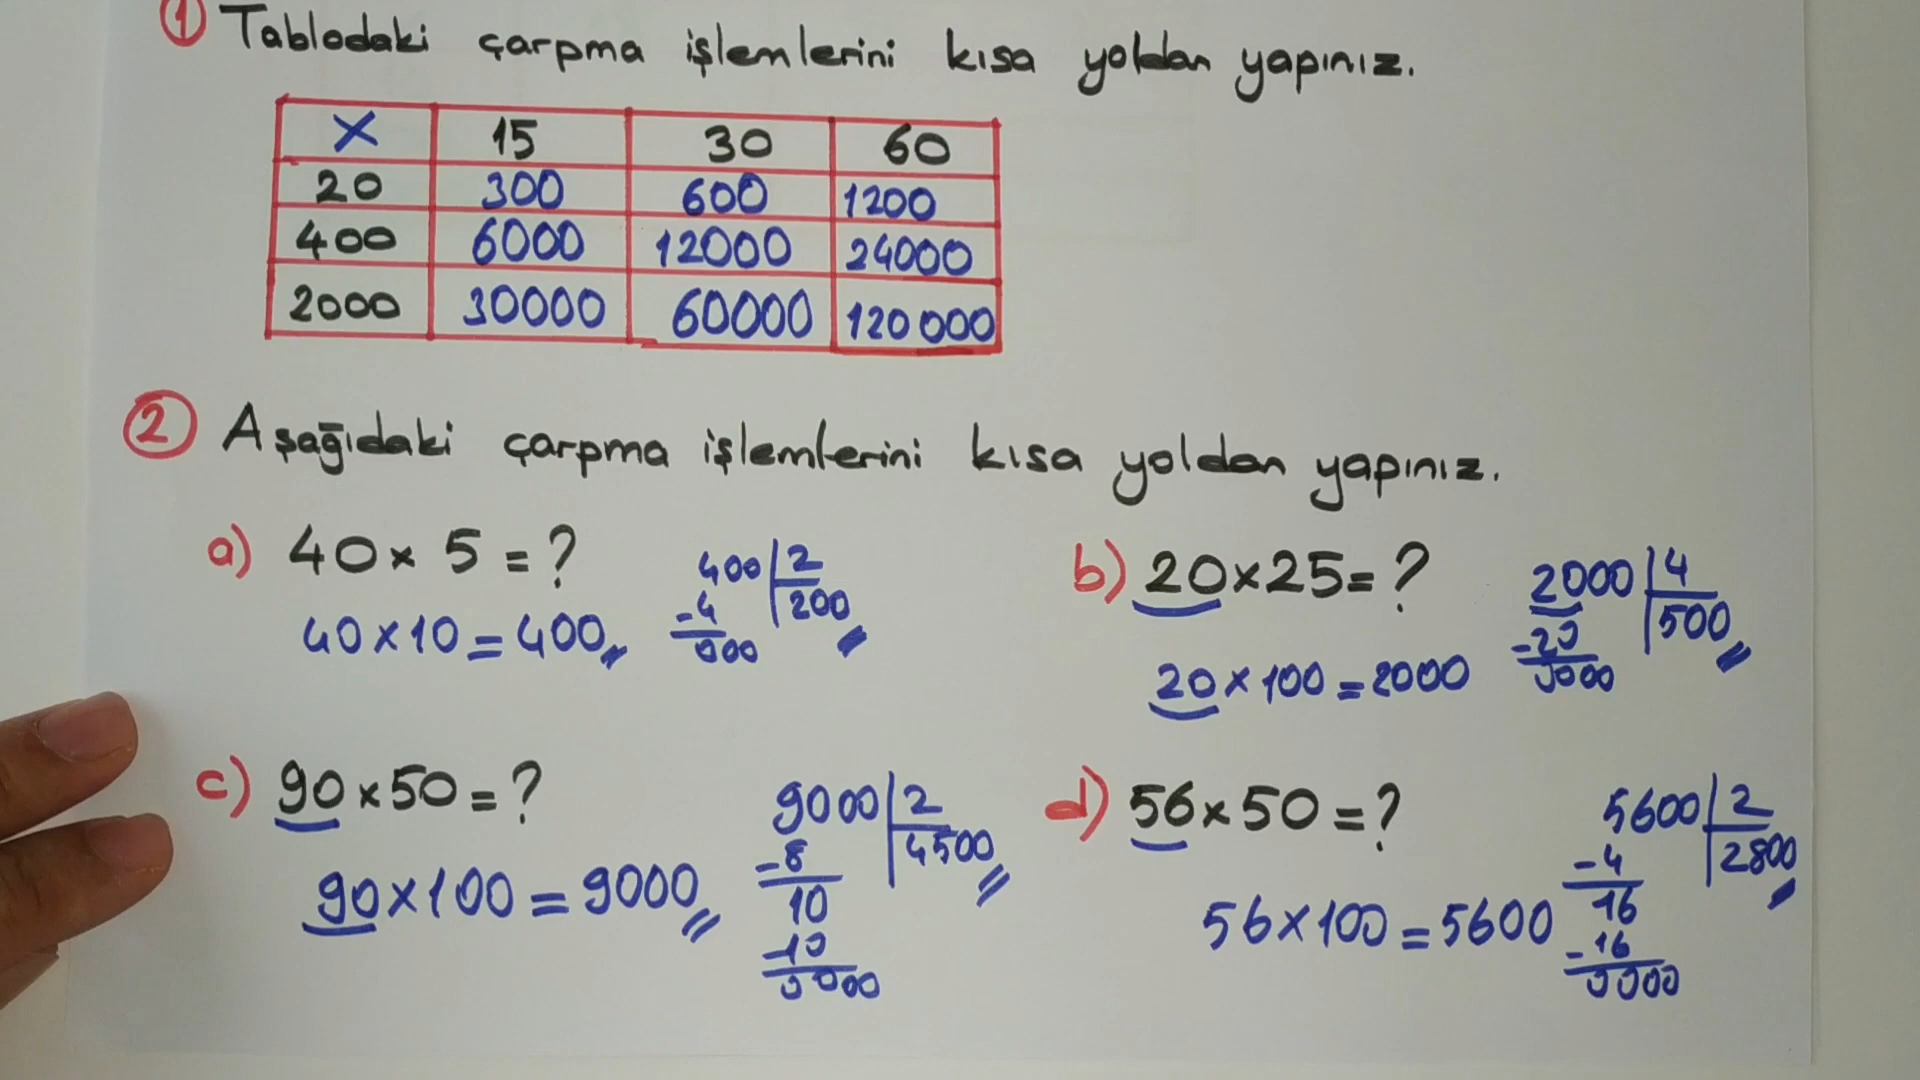 1 Tablodaki çarpma işlemlerini kısa yoldan yapınız.
X 15 30 60
20 300 600 1200
400 6000 12000 24000
2000 30000 60000 120 000
2 Aşağıdaki çarpma işlemlerini kısa yoldan yapınız.
a) 40 x 5 = ?
40 x 10 = 400
400 2
-4 200
000
b) 20 x 25 = ?
20 x 100 = 2000
2000 4
-20 500
0000
c) 90 x 50 = ?
90 x 100 = 9000
9000 2
-8 4500
10
-10
0000
d) 56 x 50 = ?
56 x 100 = 5600
5600 2
-4 2800
16
-16
0000